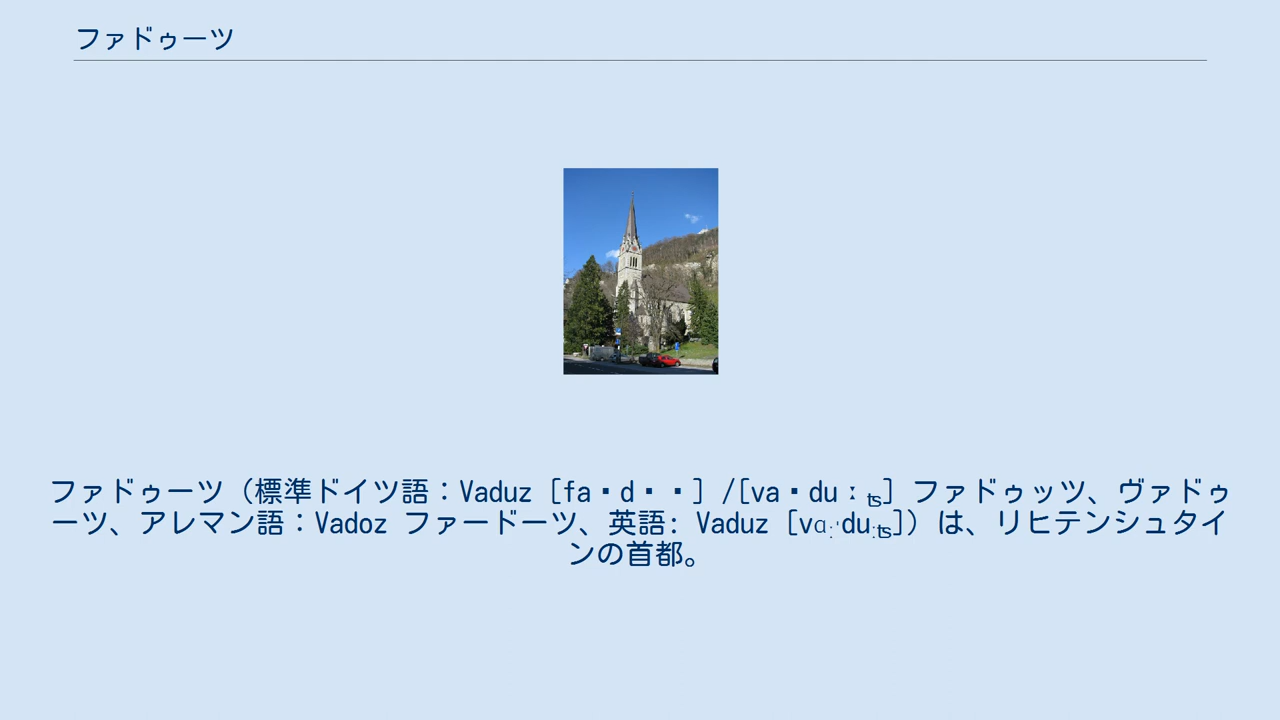 ファドゥーツ
ファドゥーツ（標準ドイツ語：Vaduz [fa▪d▪▪] /[va▪duːʦ] ファドゥッツ、ヴァドゥ
ーツ、アレマン語：Vadoz ファードーツ、英語: Vaduz [vɑːˈduːʦ]）は、リヒテンシュタイ
ンの首都。